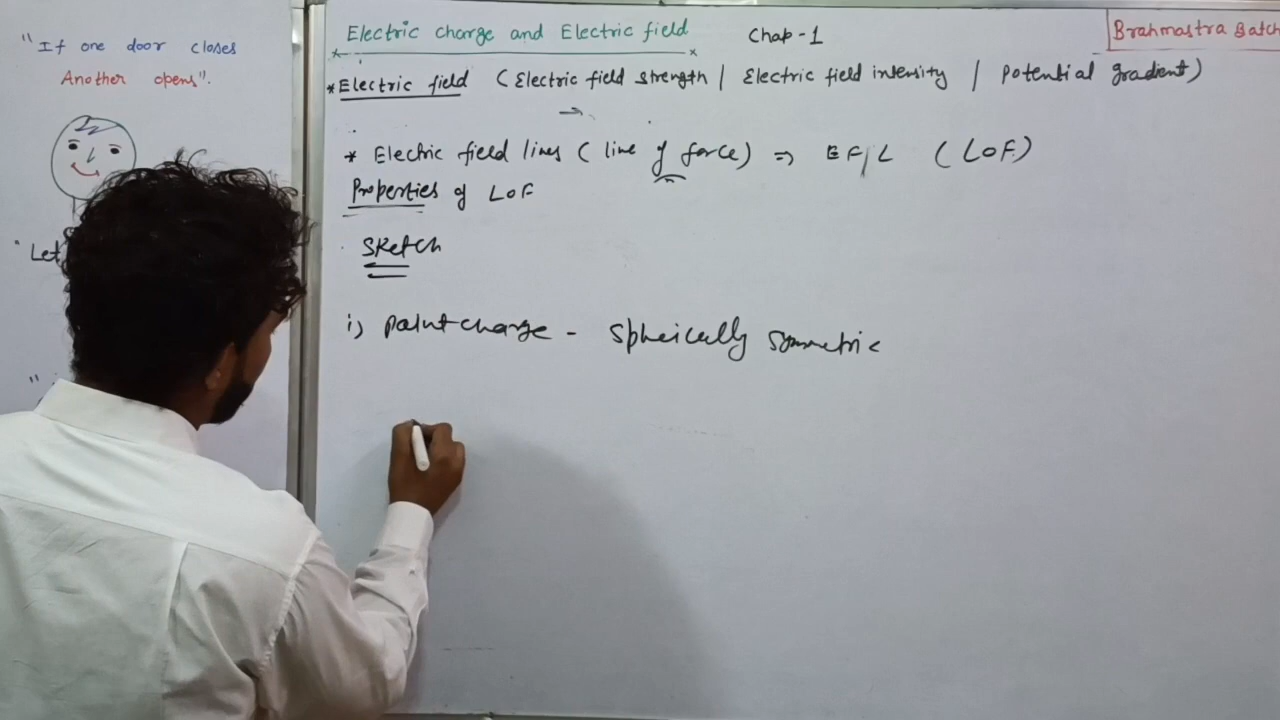 "If one door closes
Another opens".
Let
Electric charge and Electric field Chap-1
Brahmastra Batch
*Electric field (Electric field strength | Electric field intensity | Potential gradient)
* Electric field lines (line of force) ⇒ EF/L (LOF)
Properties of LOF
Sketch
i) Point charge - Spherically symmetric